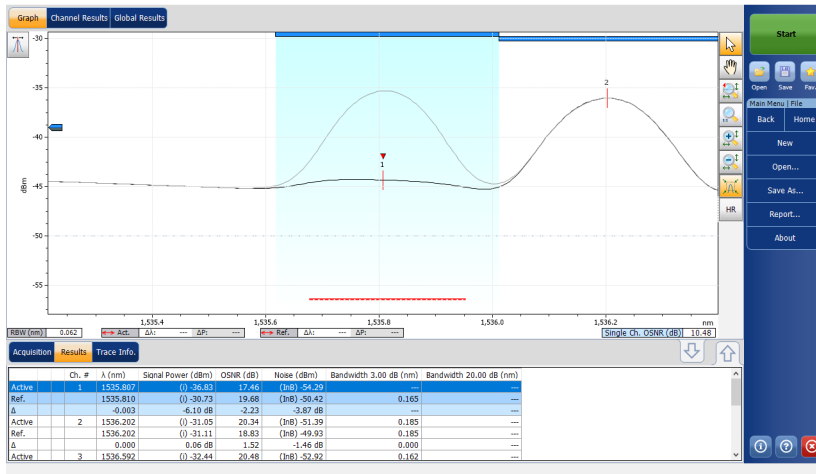 Graph Channel Results Global Results
Start
-30
-35
-40
-45
-50
-55
dBm
1
2
1,535.4 1,535.6 1,535.8 1,536.0 1,536.2 nm
HR
RBW (nm) 0.062 Act. Δλ: --- ΔP: --- Ref. Δλ: --- ΔP: --- Single Ch. OSNR (dB) 10.48
Open Save Fav.
Main Menu | File
Back Home
New
Open...
Save As...
Report...
About
Acquisition Results Trace Info.
Ch. # λ (nm) Signal Power (dBm) OSNR (dB) Noise (dBm) Bandwidth 3.00 dB (nm) Bandwidth 20.00 dB (nm)
Active 1 1535.807 (i) -36.83 17.46 (InB) -54.29 --- ---
Ref. 1535.810 (i) -30.73 19.68 (InB) -50.42 0.165 ---
Δ -0.003 -6.10 dB -2.23 -3.87 dB --- ---
Active 2 1536.202 (i) -31.05 20.34 (InB) -51.39 0.185 ---
Ref. 1536.202 (i) -31.11 18.83 (InB) -49.93 0.185 ---
Δ 0.000 0.06 dB 1.52 -1.46 dB 0.000 ---
Active 3 1536.592 (i) -32.44 20.48 (InB) -52.92 0.162 ---